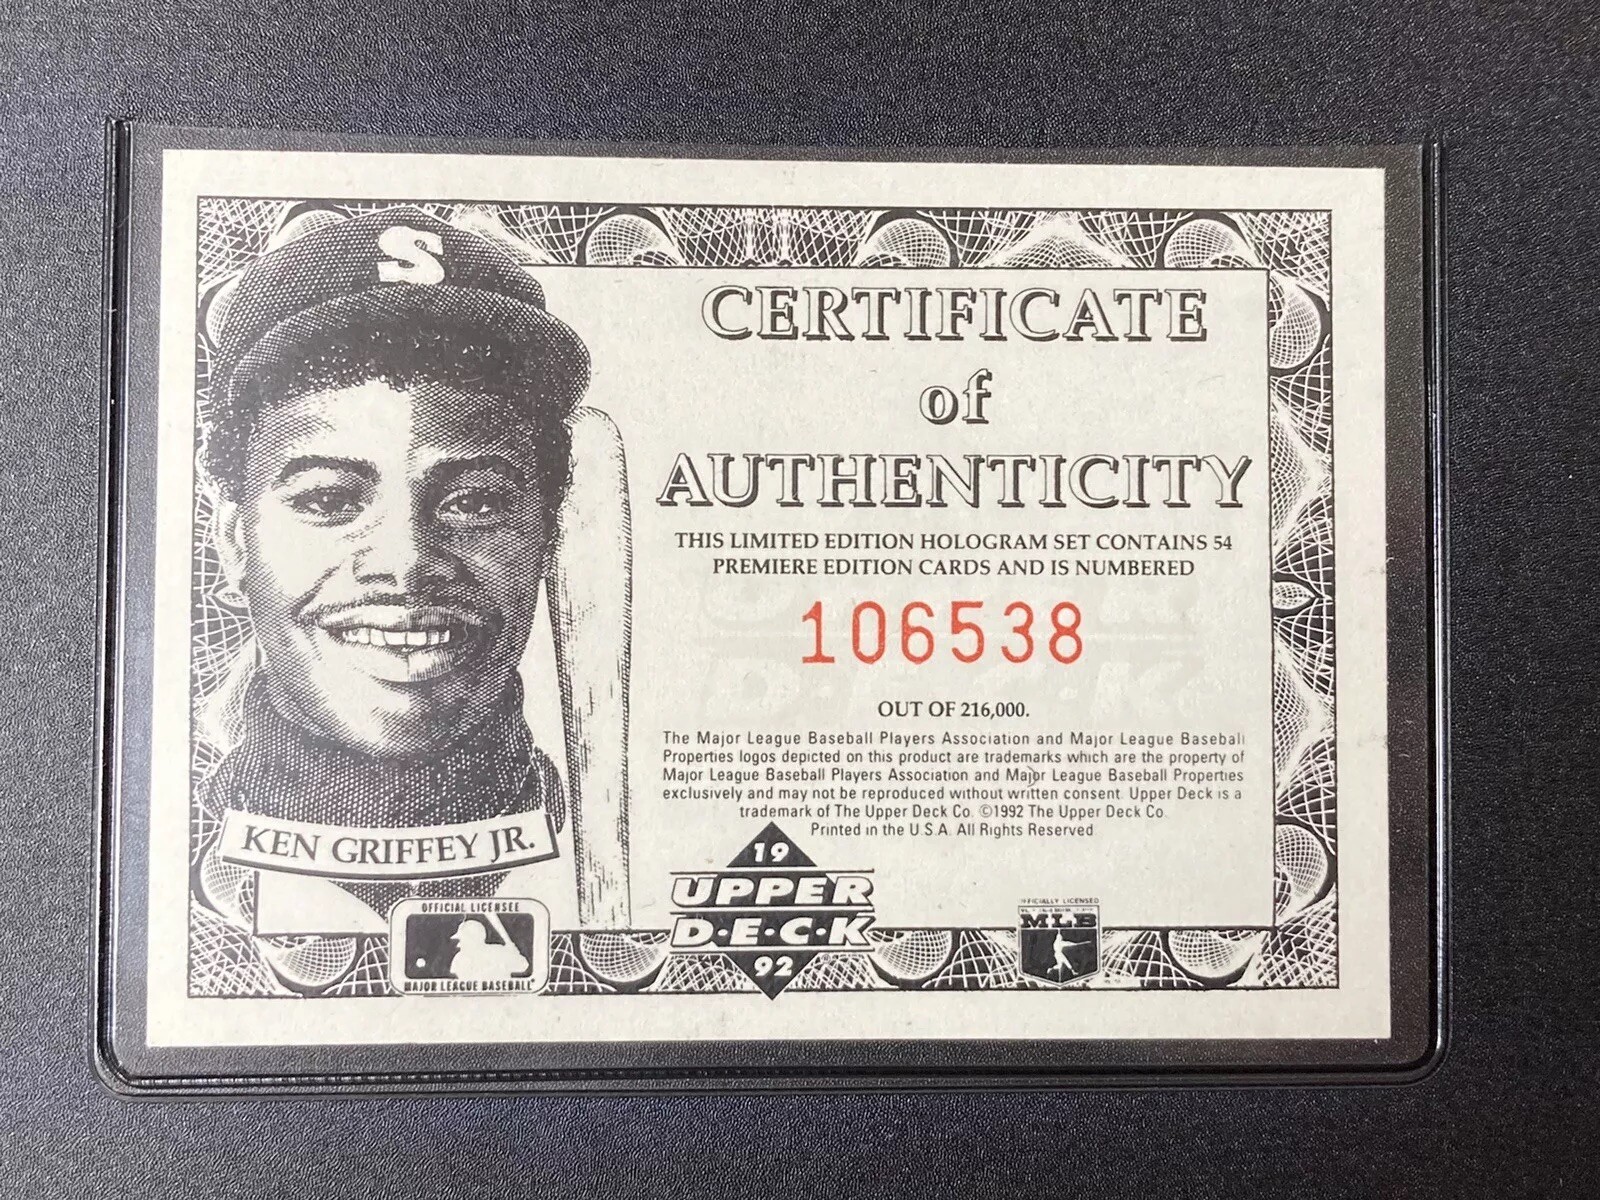 S
CERTIFICATE
of
AUTHENTICITY
THIS LIMITED EDITION HOLOGRAM SET CONTAINS 54
PREMIERE EDITION CARDS AND IS NUMBERED
106538
OUT OF 216,000.
The Major League Baseball Players Association and Major League Baseball
Properties logos depicted on this product are trademarks which are the property of
Major League Baseball Players Association and Major League Baseball Properties
exclusively and may not be reproduced without written consent. Upper Deck is a
trademark of The Upper Deck Co. ©1992 The Upper Deck Co.
Printed in the U.S.A. All Rights Reserved
KEN GRIFFEY JR.
OFFICIAL LICENSEE
MAJOR LEAGUE BASEBALL
19
UPPER
D·E·C·K
92
OFFICIALLY LICENSED
MLB